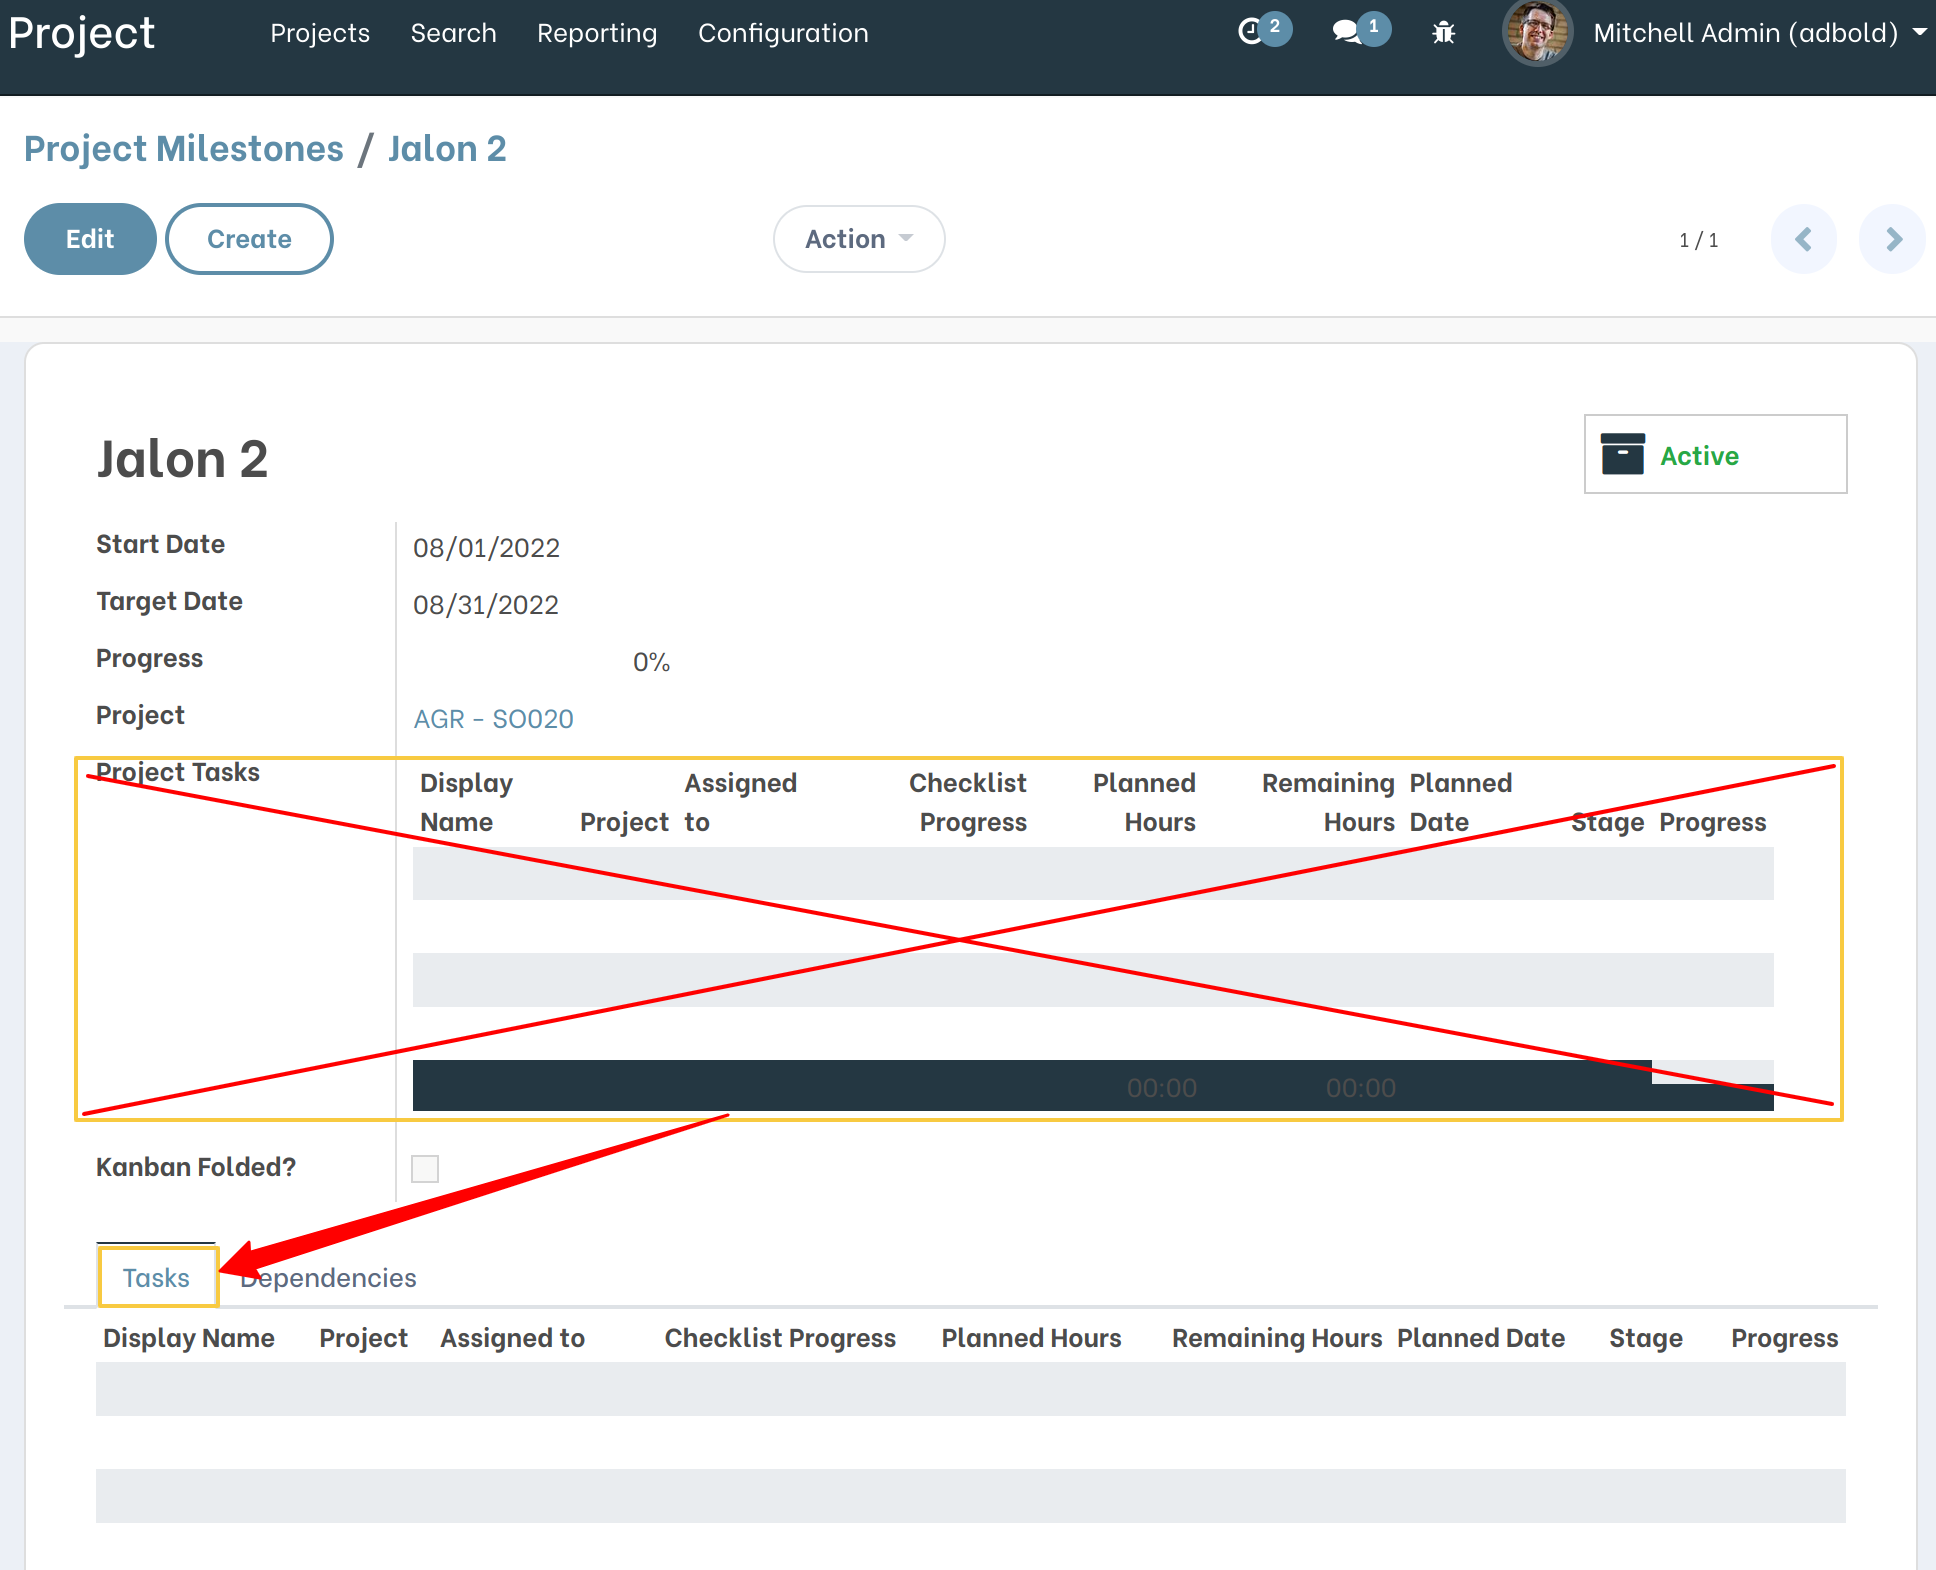 Project Projects Search Reporting Configuration 2 1 Mitchell Admin (adbold)
Project Milestones / Jalon 2
Edit Create Action 1 / 1
Jalon 2
Active
Start Date 08/01/2022
Target Date 08/31/2022
Progress 0%
Project AGR - SO020
Project Tasks
Display Name Project Assigned to Checklist Progress Planned Hours Remaining Hours Planned Date Stage Progress
00:00 00:00
Kanban Folded?
Tasks Dependencies
Display Name Project Assigned to Checklist Progress Planned Hours Remaining Hours Planned Date Stage Progress